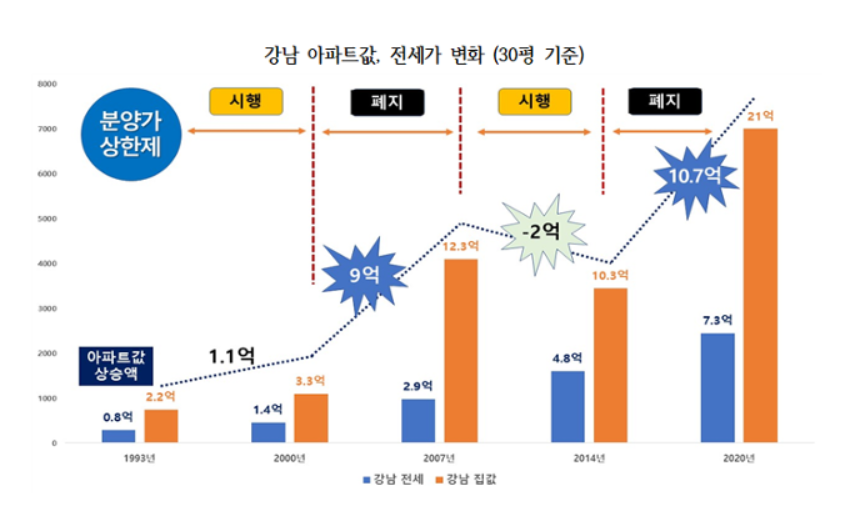 강남 아파트값, 전세가 변화 (30평 기준)
8000
7000
6000
5000
4000
3000
2000
1000
0
분양가
상한제
시행
폐지
시행
폐지
아파트값
상승액
1.1억
9억
-2억
10.7억
0.8억
2.2억
1.4억
3.3억
2.9억
12.3억
4.8억
10.3억
7.3억
21억
1993년
2000년
2007년
2014년
2020년
강남 전세
강남 집값